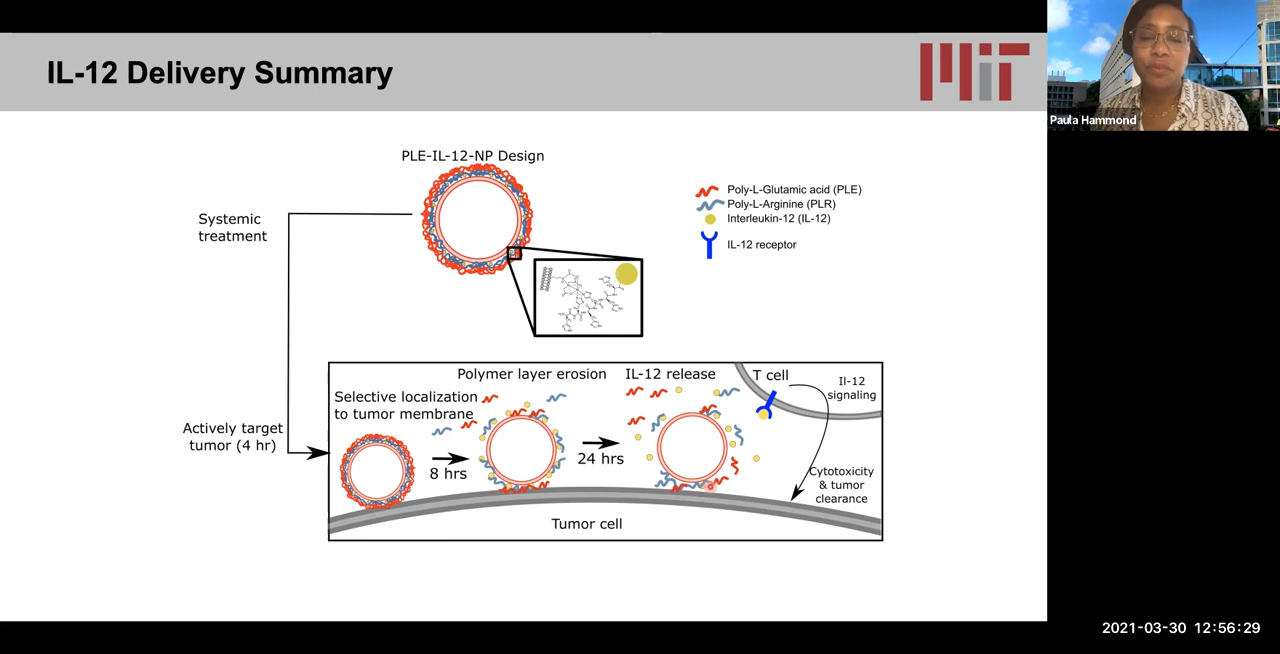 IL-12 Delivery Summary
MiT
Paula Hammond
PLE-IL-12-NP Design
Systemic
treatment
Poly-L-Glutamic acid (PLE)
Poly-L-Arginine (PLR)
Interleukin-12 (IL-12)
IL-12 receptor
Actively target
tumor (4 hr)
Selective localization
to tumor membrane
Polymer layer erosion
IL-12 release
T cell
Il-12
signaling
8 hrs
24 hrs
Cytotoxicity
& tumor
clearance
Tumor cell
2021-03-30 12:56:29